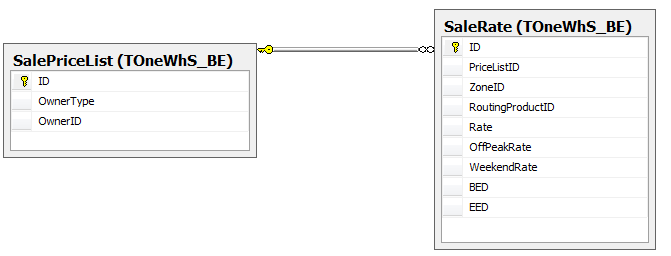 SalePriceList (TOneWhS_BE)
ID
OwnerType
OwnerID
SaleRate (TOneWhS_BE)
ID
PriceListID
ZoneID
RoutingProductID
Rate
OffPeakRate
WeekendRate
BED
EED